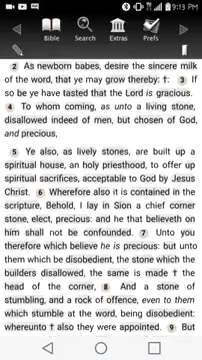 9:13 PM
Bible Search Extras Prefs
2 As newborn babes, desire the sincere milk
of the word, that ye may grow thereby: †: 3 If
so be ye have tasted that the Lord is gracious.
4 To whom coming, as unto a living stone,
disallowed indeed of men, but chosen of God,
and precious,
5 Ye also, as lively stones, are built up a
spiritual house, an holy priesthood, to offer up
spiritual sacrifices, acceptable to God by Jesus
Christ. 6 Wherefore also it is contained in the
scripture, Behold, I lay in Sion a chief corner
stone, elect, precious: and he that believeth on
him shall not be confounded. 7 Unto you
therefore which believe he is precious: but unto
them which be disobedient, the stone which the
builders disallowed, the same is made † the
head of the corner, 8 And a stone of
stumbling, and a rock of offence, even to them
which stumble at the word, being disobedient:
whereunto † also they were appointed. 9 But